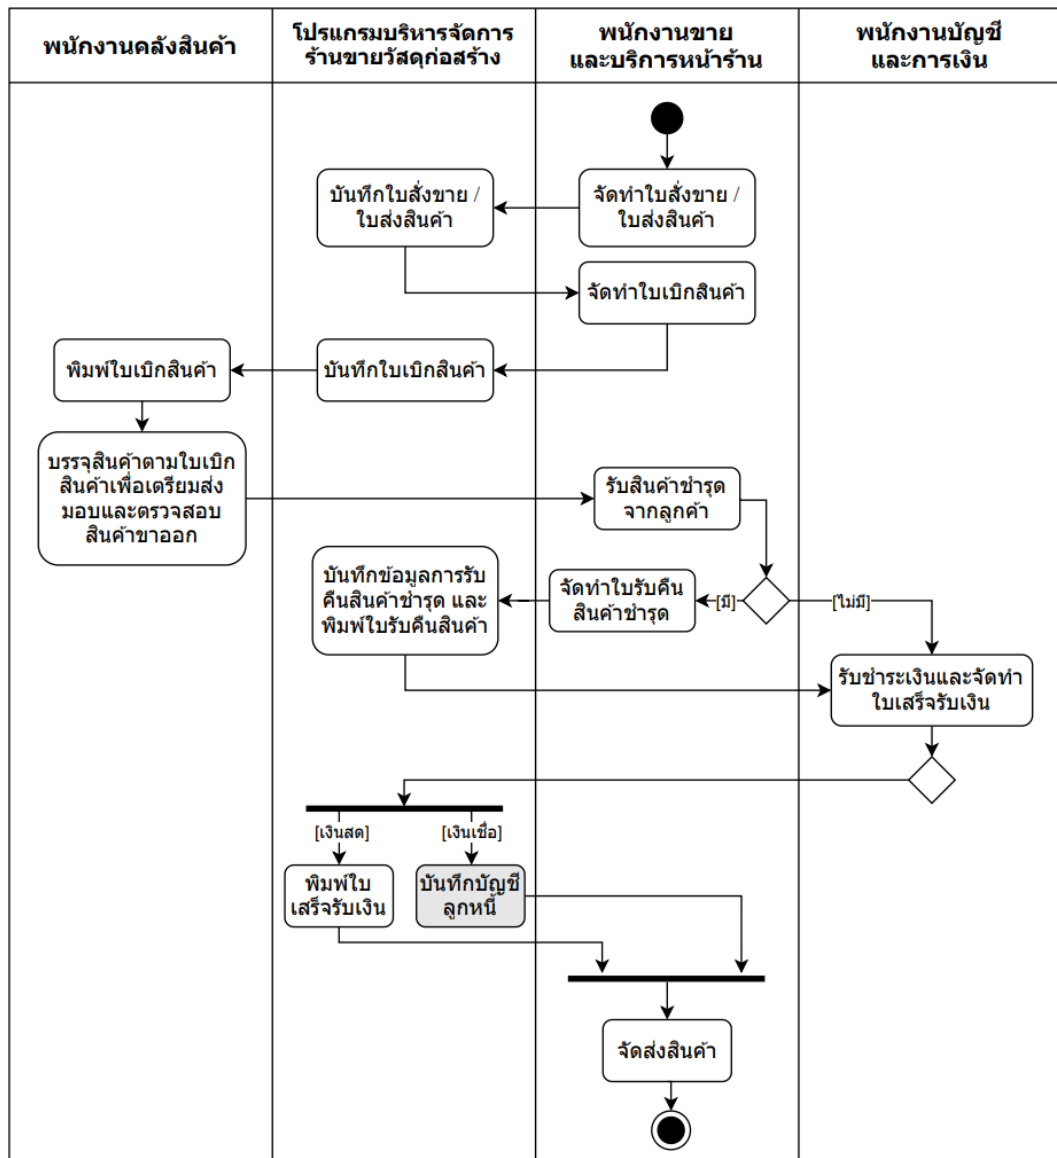 พนักงานคลังสินค้า
โปรแกรมบริหารจัดการ
ร้านขายวัสดุก่อสร้าง
พนักงานขาย
และบริการหน้าร้าน
พนักงานบัญชี
และการเงิน
จัดทำใบสั่งขาย /
ใบส่งสินค้า
บันทึกใบสั่งขาย /
ใบส่งสินค้า
จัดทำใบเบิกสินค้า
บันทึกใบเบิกสินค้า
พิมพ์ใบเบิกสินค้า
บรรจุสินค้าตามใบเบิก
สินค้าเพื่อเตรียมส่ง
มอบและตรวจสอบ
สินค้าขาออก
รับสินค้าชำรุด
จากลูกค้า
[มี]
[ไม่มี]
จัดทำใบรับคืน
สินค้าชำรุด
บันทึกข้อมูลการรับ
คืนสินค้าชำรุด และ
พิมพ์ใบรับคืนสินค้า
รับชำระเงินและจัดทำ
ใบเสร็จรับเงิน
[เงินสด]
[เงินเชื่อ]
พิมพ์ใบ
เสร็จรับเงิน
บันทึกบัญชี
ลูกหนี้
จัดส่งสินค้า